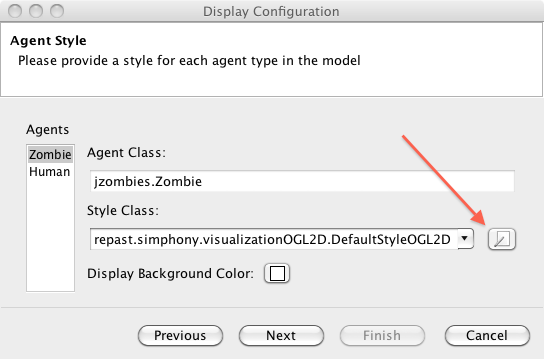 Display Configuration
Agent Style
Please provide a style for each agent type in the model
Agents
Zombie
Human
Agent Class:
jzombies.Zombie
Style Class:
repast.simphony.visualizationOGL2D.DefaultStyleOGL2D
Display Background Color:
Previous
Next
Finish
Cancel